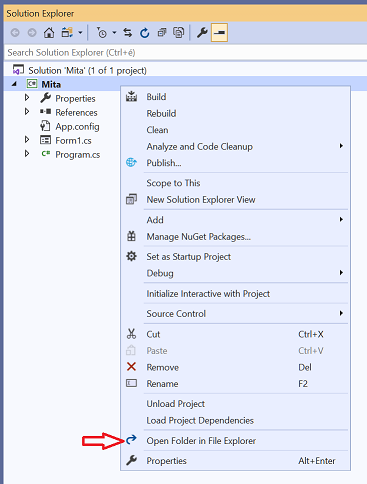 Solution Explorer
Search Solution Explorer (Ctrl+é)
Solution 'Mita' (1 of 1 project)
Mita
Properties
References
App.config
Form1.cs
Program.cs
Build
Rebuild
Clean
Analyze and Code Cleanup
Publish...
Scope to This
New Solution Explorer View
Add
Manage NuGet Packages...
Set as Startup Project
Debug
Initialize Interactive with Project
Source Control
Cut Ctrl+X
Paste Ctrl+V
Remove Del
Rename F2
Unload Project
Load Project Dependencies
Open Folder in File Explorer
Properties Alt+Enter